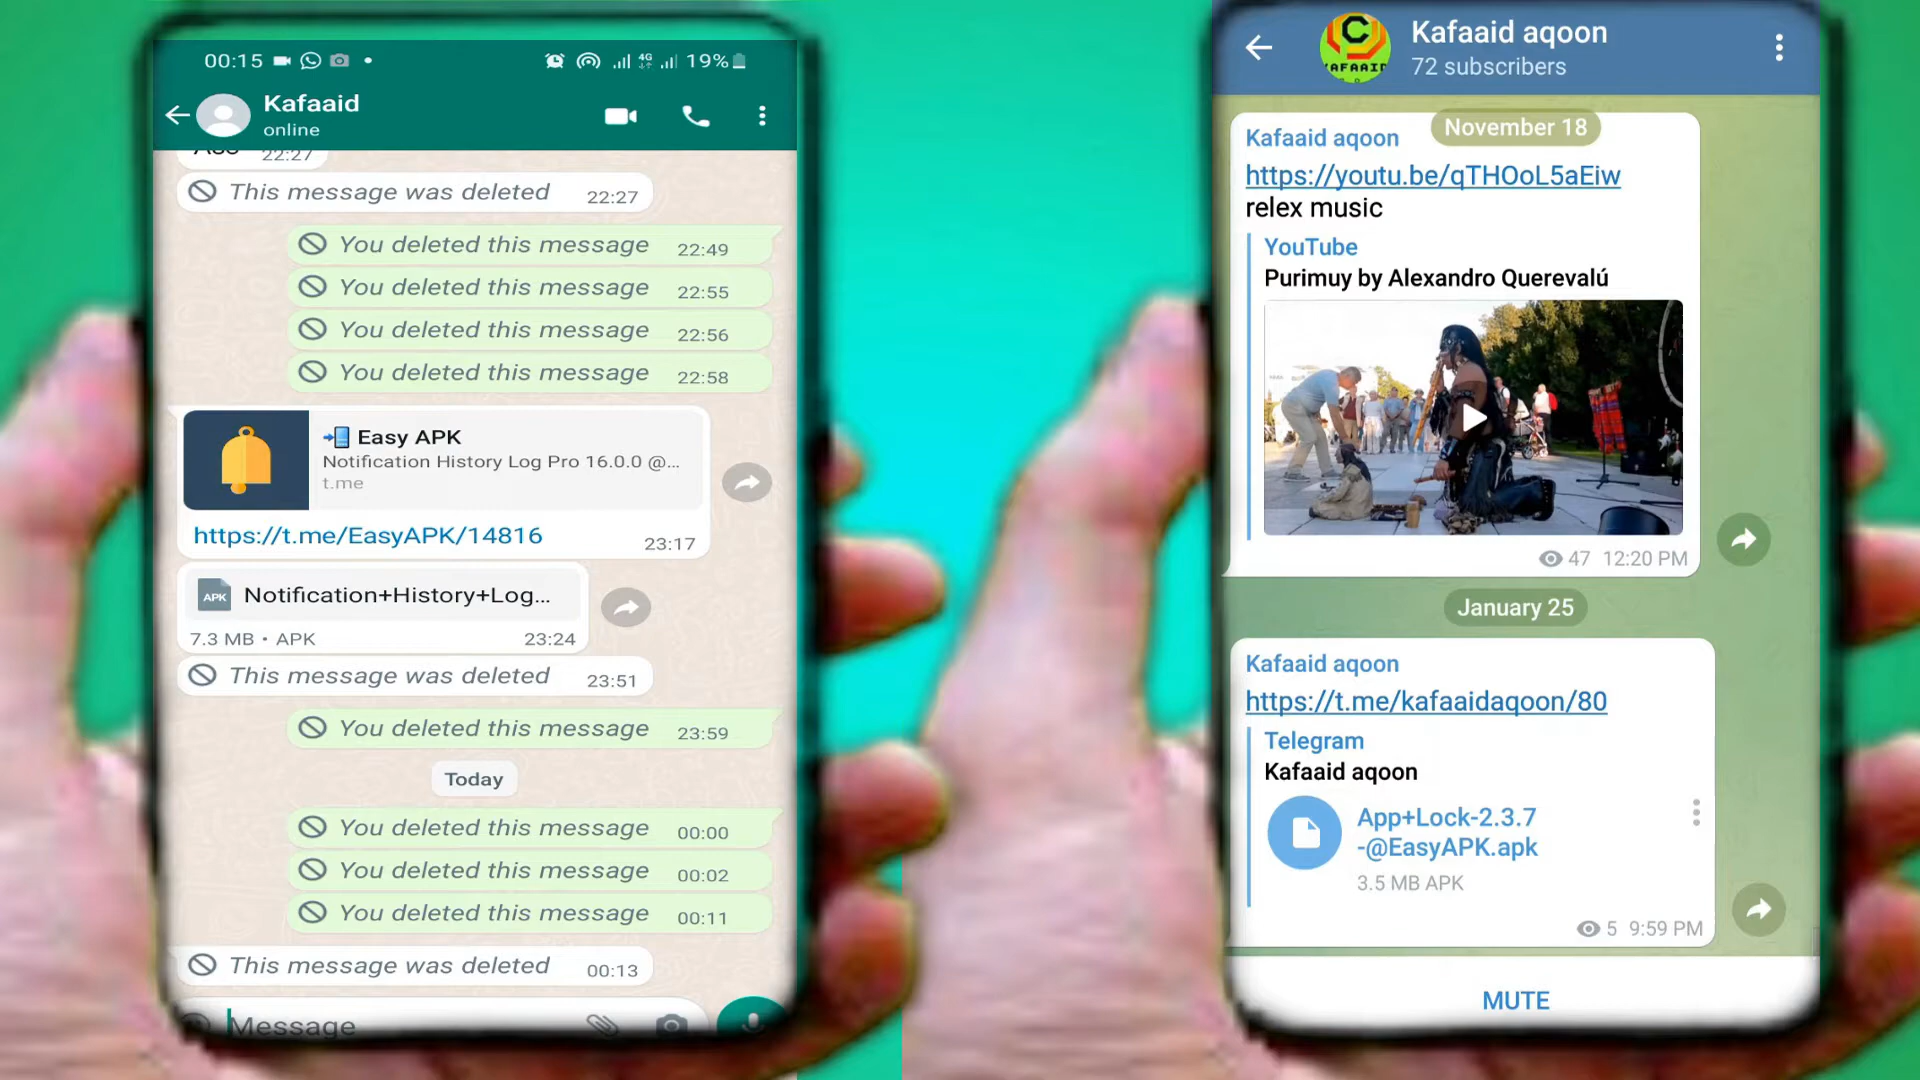 00:15
4G
19%
Kafaaid
online
22:27
This message was deleted 22:27
You deleted this message 22:49
You deleted this message 22:55
You deleted this message 22:56
You deleted this message 22:58
Easy APK
Notification History Log Pro 16.0.0 @...
t.me
https://t.me/EasyAPK/14816
23:17
APK
Notification+History+Log...
7.3 MB • APK 23:24
This message was deleted 23:51
You deleted this message 23:59
Today
You deleted this message 00:00
You deleted this message 00:02
You deleted this message 00:11
This message was deleted 00:13
Message
Kafaaid aqoon
72 subscribers
November 18
Kafaaid aqoon
https://youtu.be/qTHOoL5aEiw
relex music
YouTube
Purimuy by Alexandro Querevalú
47 12:20 PM
January 25
Kafaaid aqoon
https://t.me/kafaaidaqoon/80
Telegram
Kafaaid aqoon
App+Lock-2.3.7
-@EasyAPK.apk
3.5 MB APK
5 9:59 PM
MUTE